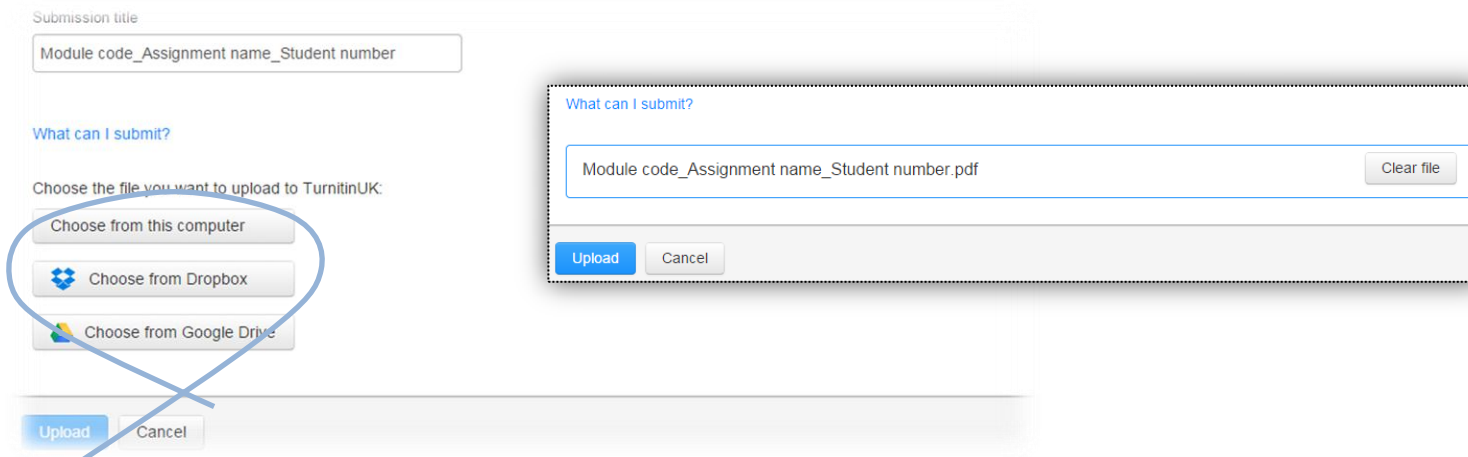 Submission title
Module code_Assignment name_Student number
What can I submit?
Choose the file you want to upload to TurnitinUK:
Choose from this computer
Choose from Dropbox
Choose from Google Drive
Upload Cancel
What can I submit?
Module code_Assignment name_Student number.pdf Clear file
Upload Cancel